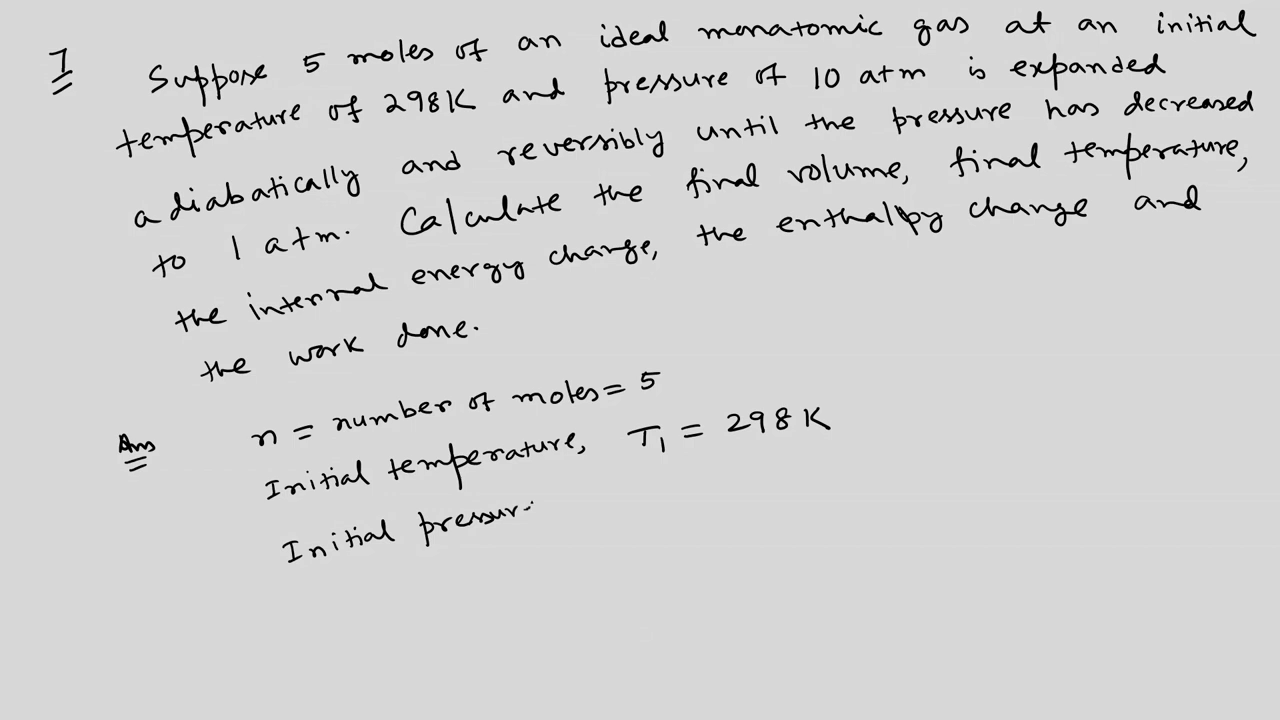 7 Suppose 5 moles of an ideal monatomic gas at an initial
temperature of 298K and pressure of 10 atm is expanded
adiabatically and reversibly until the pressure has decreased
to 1 atm. Calculate the final volume, final temperature,
the internal energy change, the enthalpy change and
the work done.
Ans n = number of moles = 5
Initial temperature, T₁ = 298 K
Initial pressur